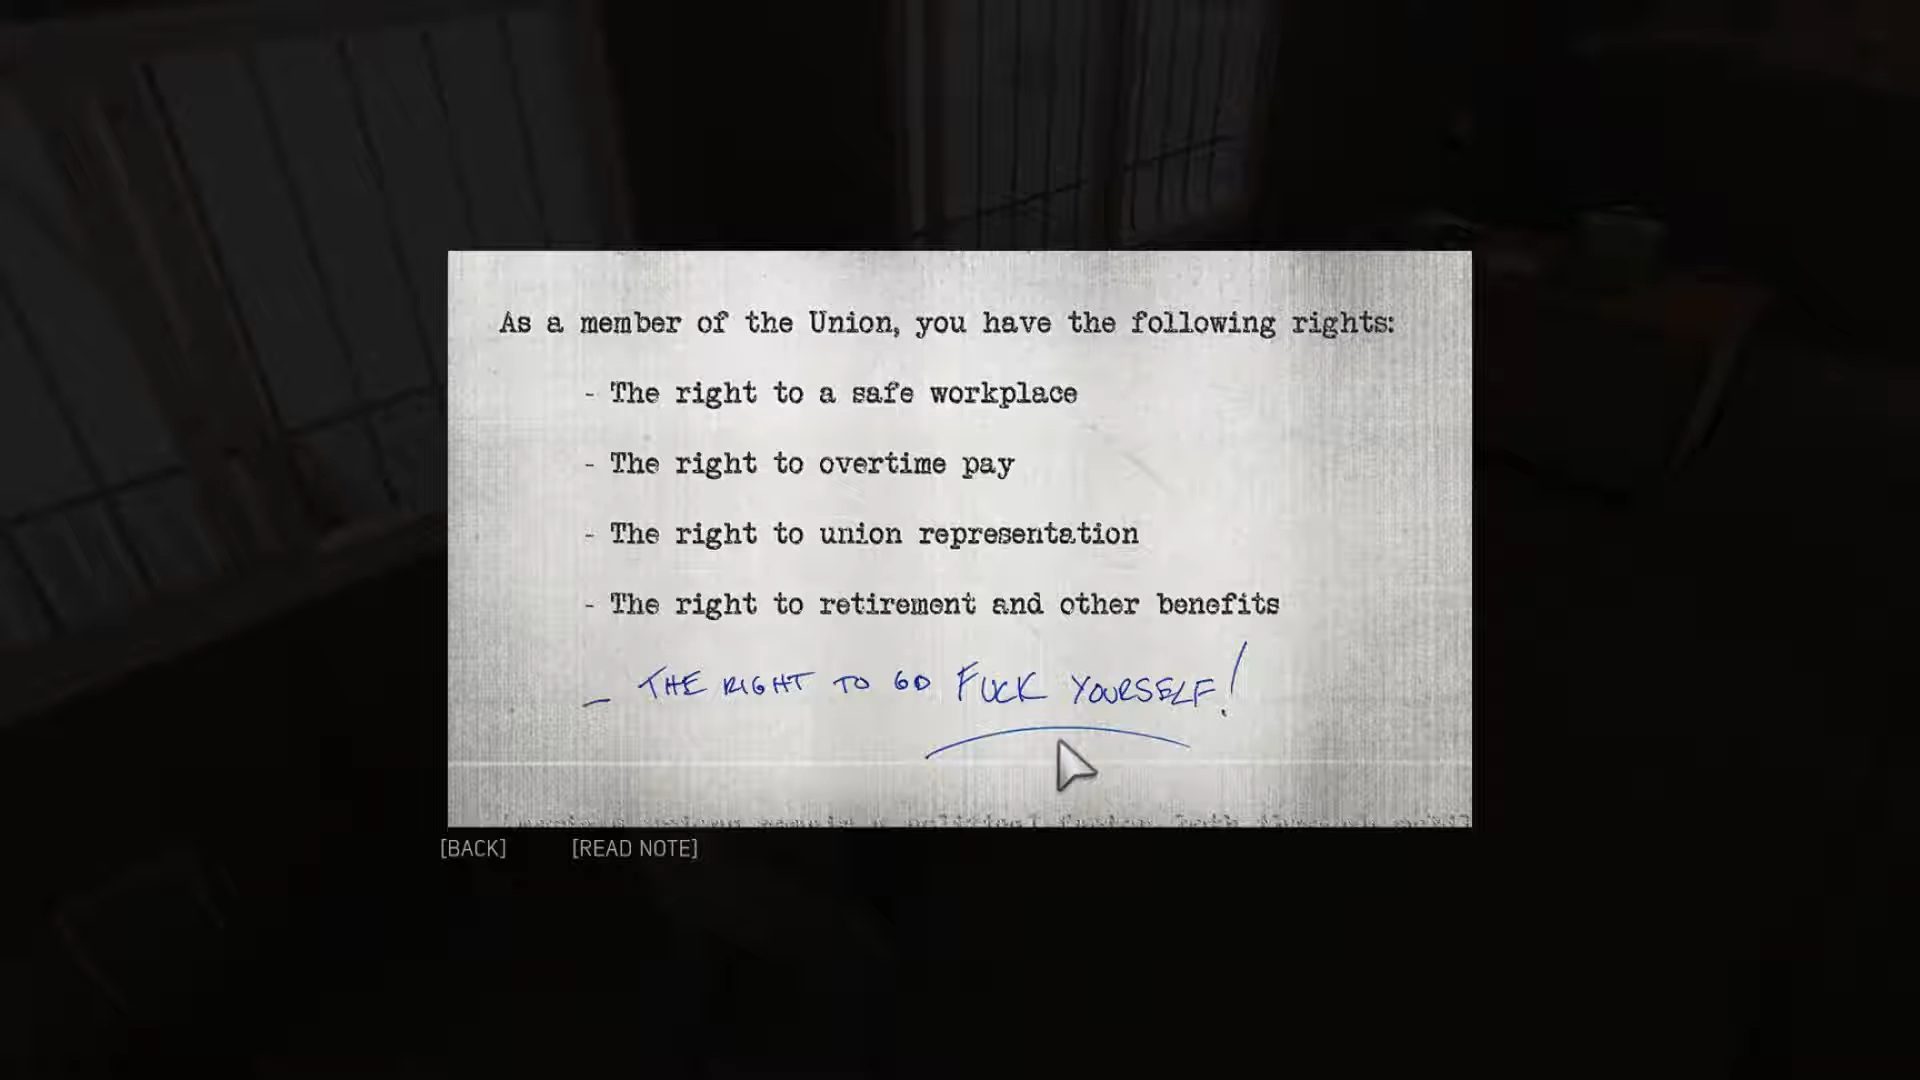 As a member of the Union, you have the following rights:
- The right to a safe workplace
- The right to overtime pay
- The right to union representation
- The right to retirement and other benefits
- THE RIGHT TO GO FUCK YOURSELF!
[BACK] [READ NOTE]